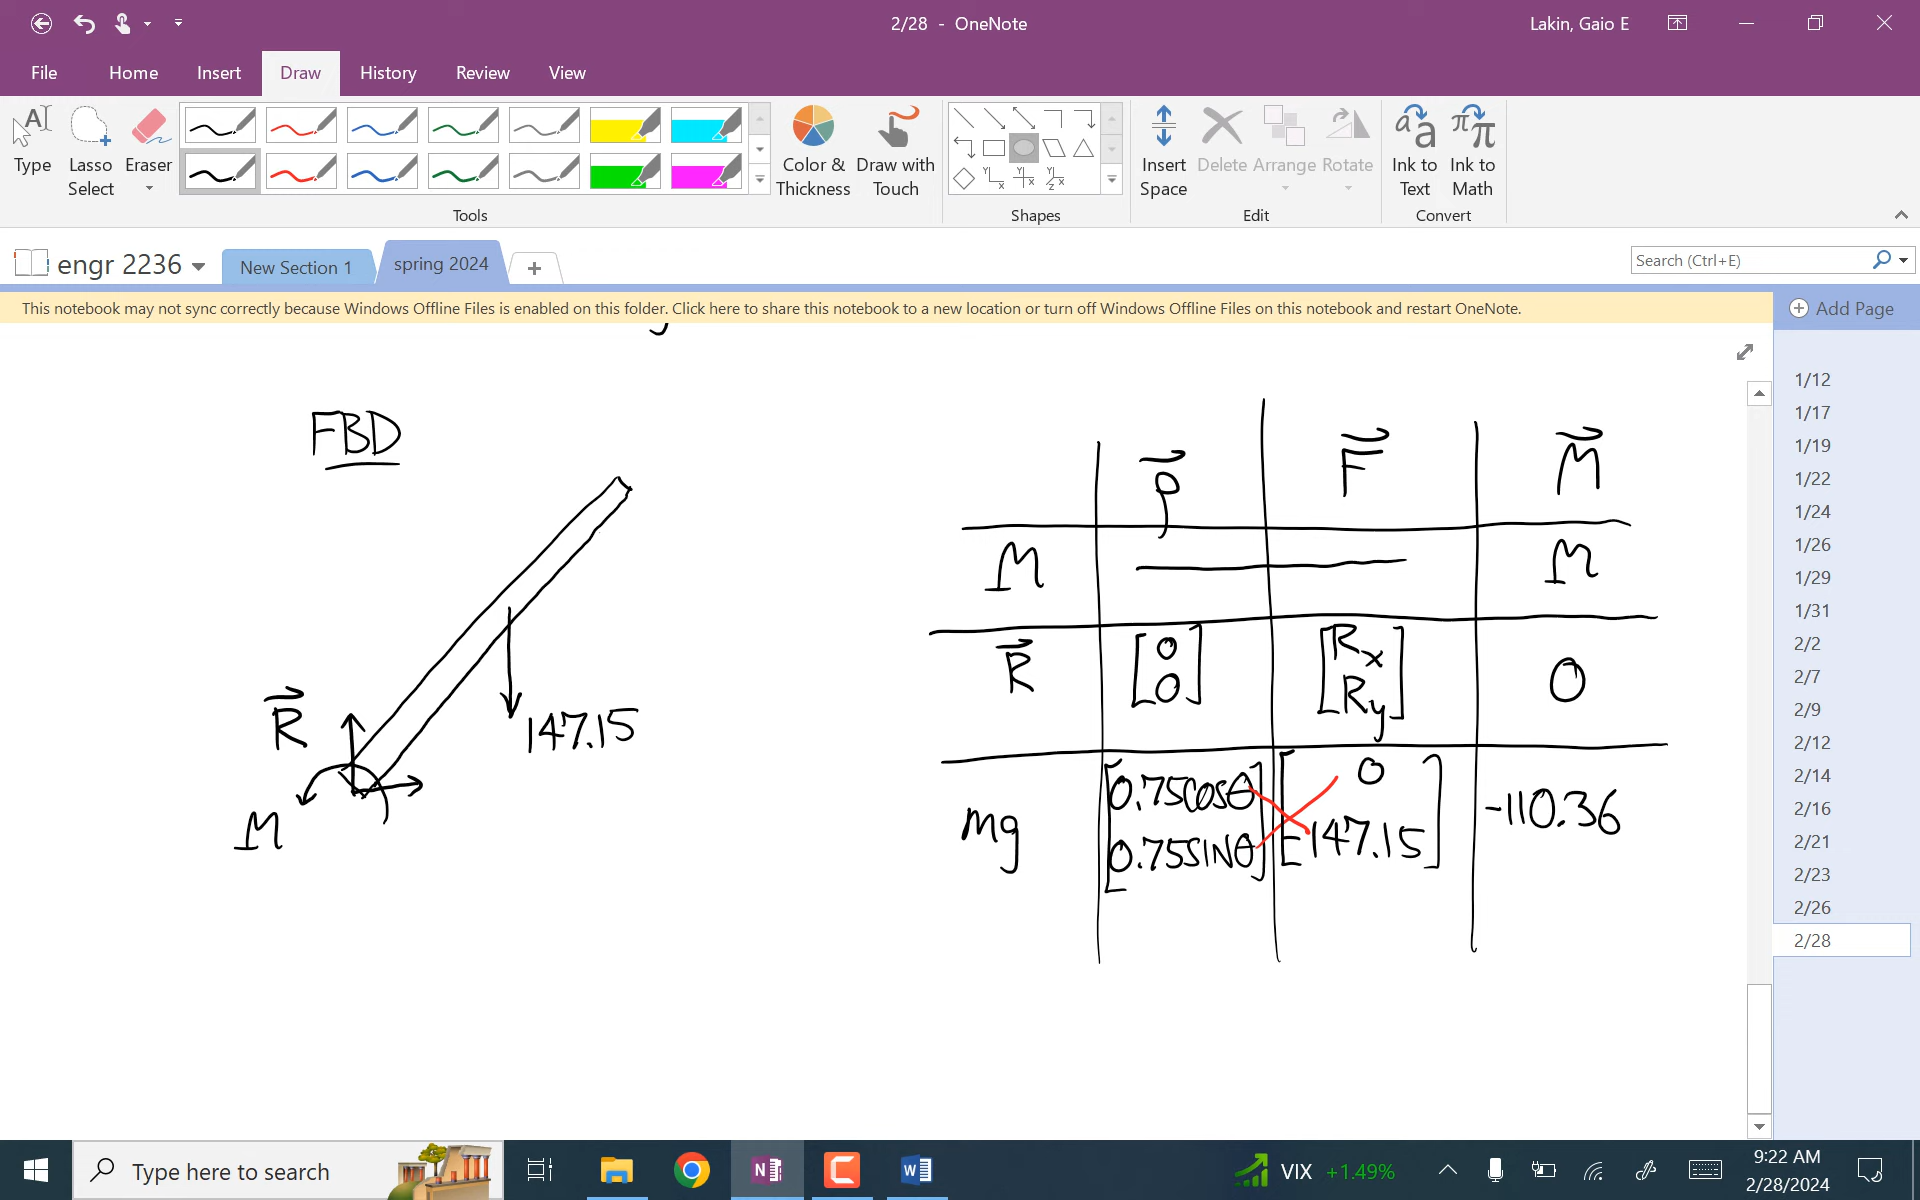 2/28 - OneNote
Lakin, Gaio E
File Home Insert Draw History Review View
Type
Lasso Select
Eraser
Color & Thickness
Draw with Touch
Insert Space
Delete
Arrange
Rotate
Ink to Text
Ink to Math
Tools
Shapes
Edit
Convert
engr 2236
New Section 1
spring 2024
Search (Ctrl+E)
This notebook may not sync correctly because Windows Offline Files is enabled on this folder. Click here to share this notebook to a new location or turn off Windows Offline Files on this notebook and restart OneNote.
Add Page
1/12
1/17
1/19
1/22
1/24
1/26
1/29
1/31
2/2
2/7
2/9
2/12
2/14
2/16
2/21
2/23
2/26
2/28
FBD
R
M
147.15
P F M
M M
R [0 0] [Rx Ry] 0
mg [0.75cosθ 0.75sinθ] [0 -147.15] -110.36
Type here to search
VIX +1.49%
9:22 AM
2/28/2024